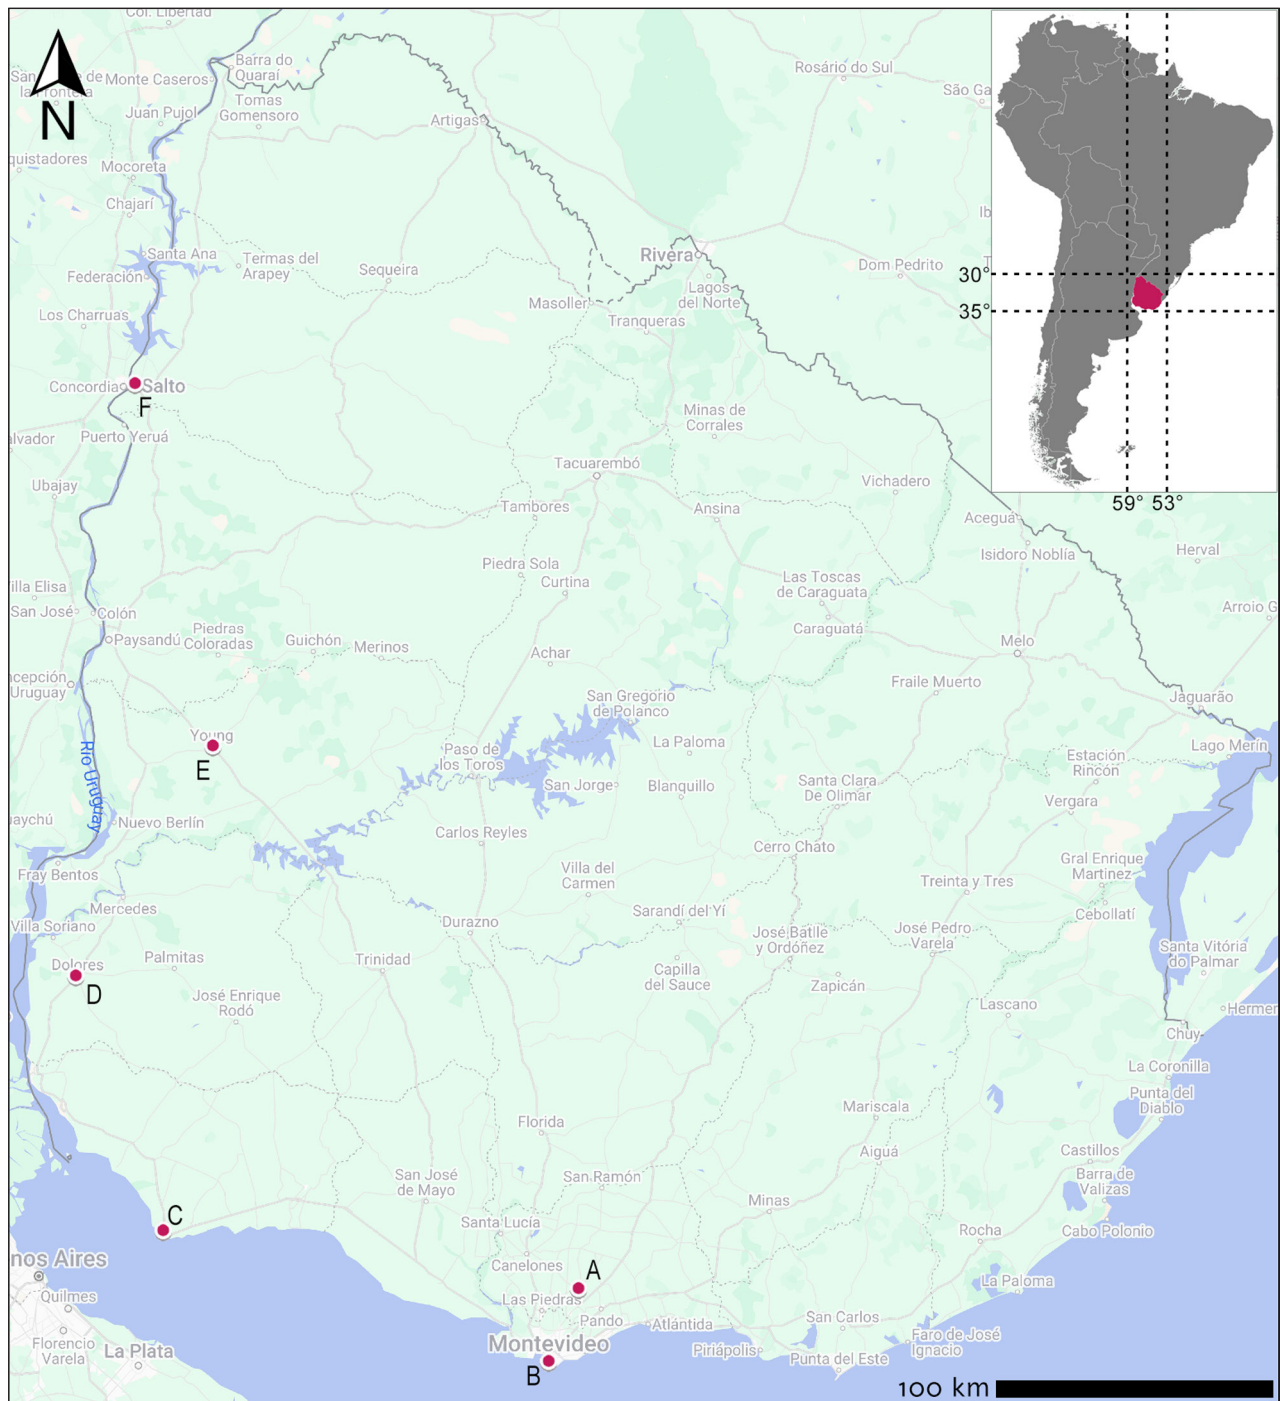 Col. Libertad
N
Barra do
Quaraí
Monte Caseros
Rosário do Sul
São Ga
Tomas
Gomensoro
Juan Pujol
Artigas
quistadores
Mocoreta
Chajarí
Ib
Santa Ana
Termas del
Arapey
Rivera
Federación
Sequeira
Dom Pedrito
30°
Lagos
del Norte
Masoller
Los Charruas
Tranqueras
35°
Concordia
Salto
F
Minas de
Corrales
alvador
Puerto Yeruá
Tacuarembó
Ubajay
Vichadero
59°
53°
Tambores
Ansina
Aceguá
Isidoro Noblía
Herval
Piedra Sola
Curtina
Las Toscas
de Caraguata
illa Elisa
San José
Colón
Arroio G
Paysandú
Piedras
Coloradas
Guichón
Merinos
Caraguatá
Melo
Achar
ncepción
Uruguay
Fraile Muerto
San Gregorio
de Polanco
Jaguarão
Young
E
Río Uruguay
La Paloma
Lago Merín
Paso de
los Toros
Estación
Rincón
San Jorge
Blanquillo
Santa Clara
De Olimar
Vergara
uaychú
Nuevo Berlín
Carlos Reyes
Cerro Chato
Fray Bentos
Villa del
Carmen
Gral Enrique
Martinez
Treinta y Tres
Mercedes
Sarandí del Yí
Cebollatí
Villa Soriano
Durazno
José Batlle
y Ordóñez
José Pedro
Varela
Santa Vitória
do Palmar
Dolores
D
Palmitas
Trinidad
Capilla
del Sauce
Zapicán
José Enrique
Rodó
Lascano
Hermer
Chuy
La Coronilla
Punta del
Diablo
Mariscala
Florida
Aiguá
Castillos
San José
de Mayo
San Ramón
Barra de
Valizas
Minas
C
Santa Lucía
Rocha
Cabo Polonio
nos Aires
Canelones
A
La Paloma
Quilmes
Las Piedras
Pando
Atlántida
San Carlos
Florencio
Varela
La Plata
Montevideo
Piriápolis
Faro de José
Ignacio
Punta del Este
B
100 km